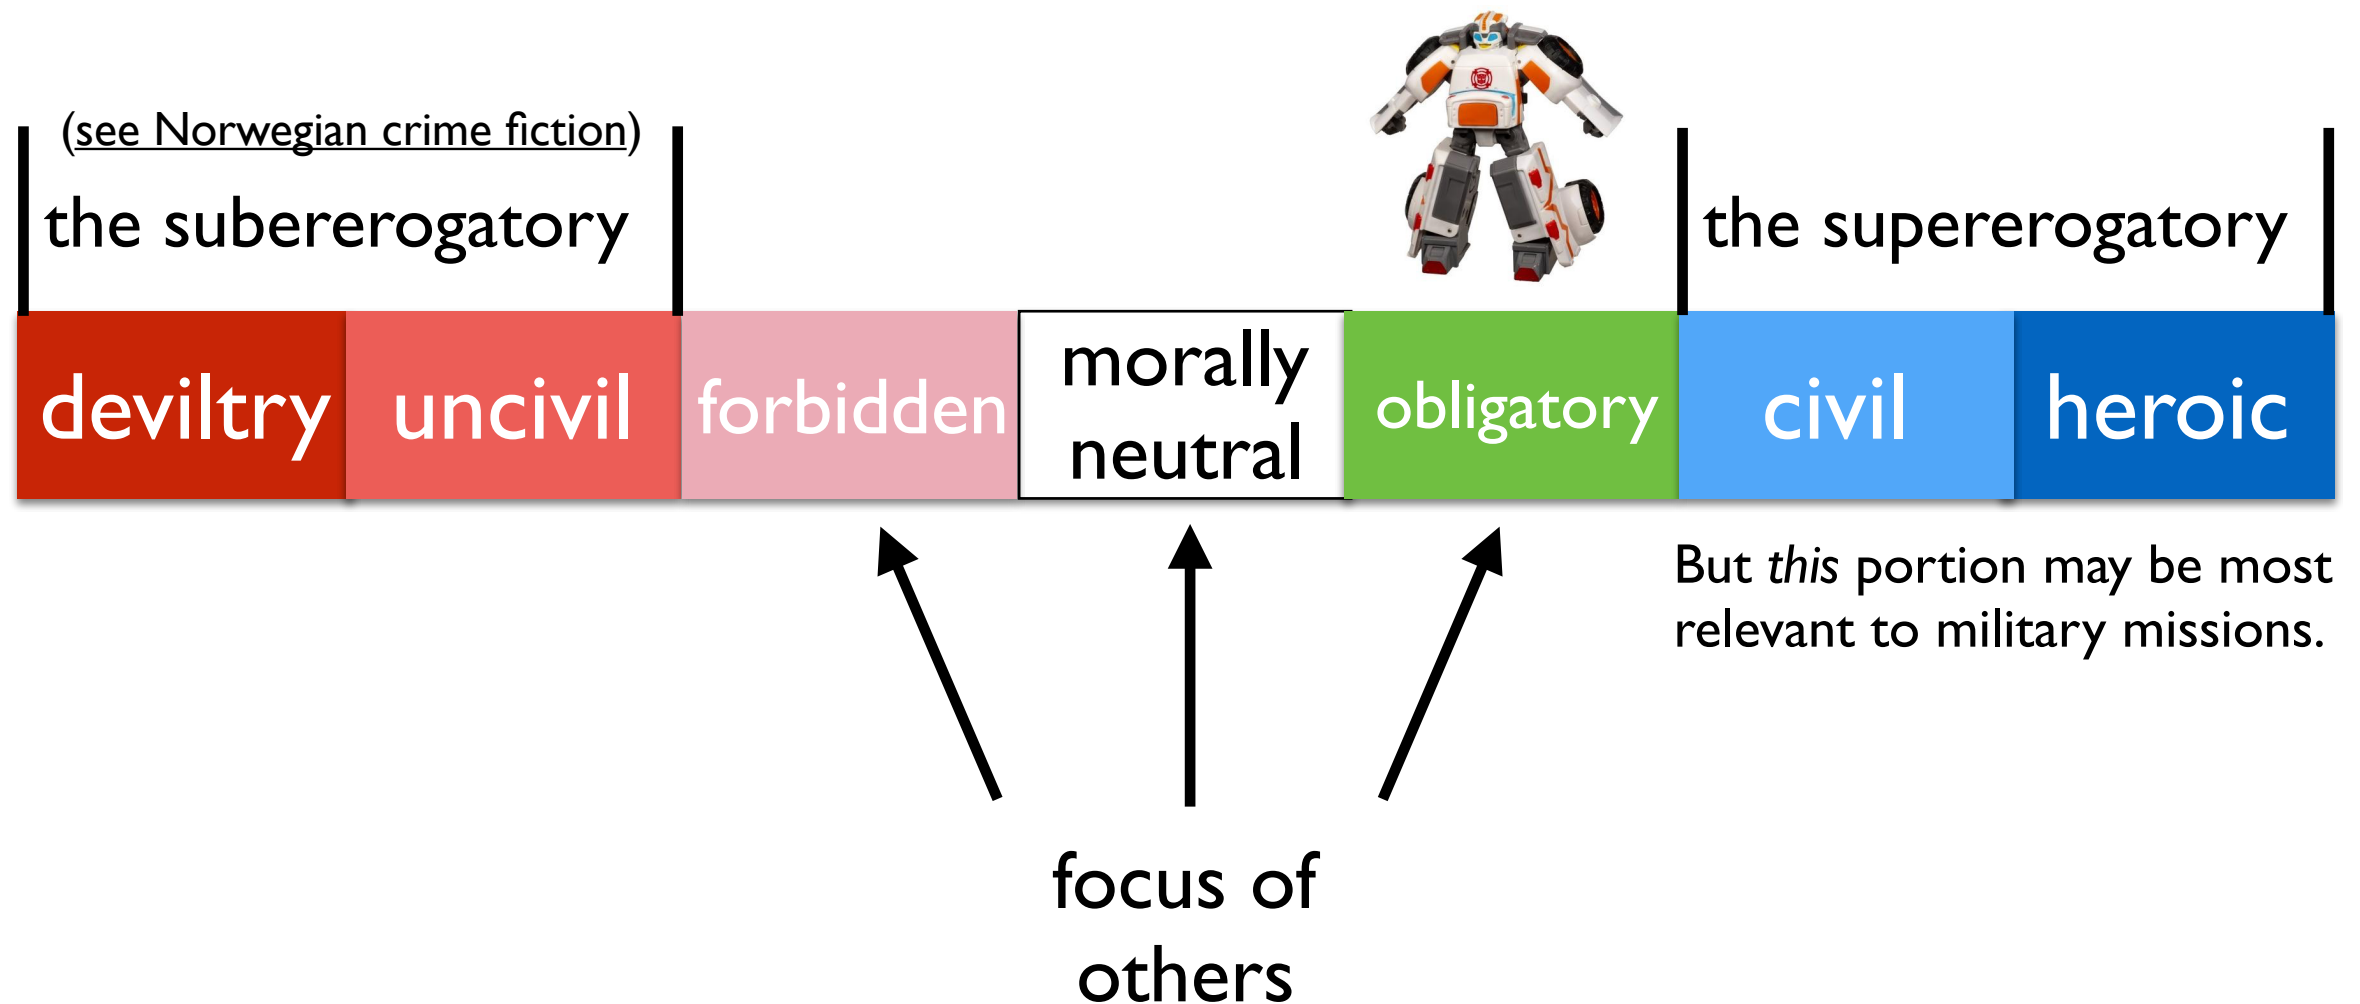 (see Norwegian crime fiction)
the subererogatory
the supererogatory
deviltry
uncivil
forbidden
morally
neutral
obligatory
civil
heroic
But this portion may be most
relevant to military missions.
focus of
others